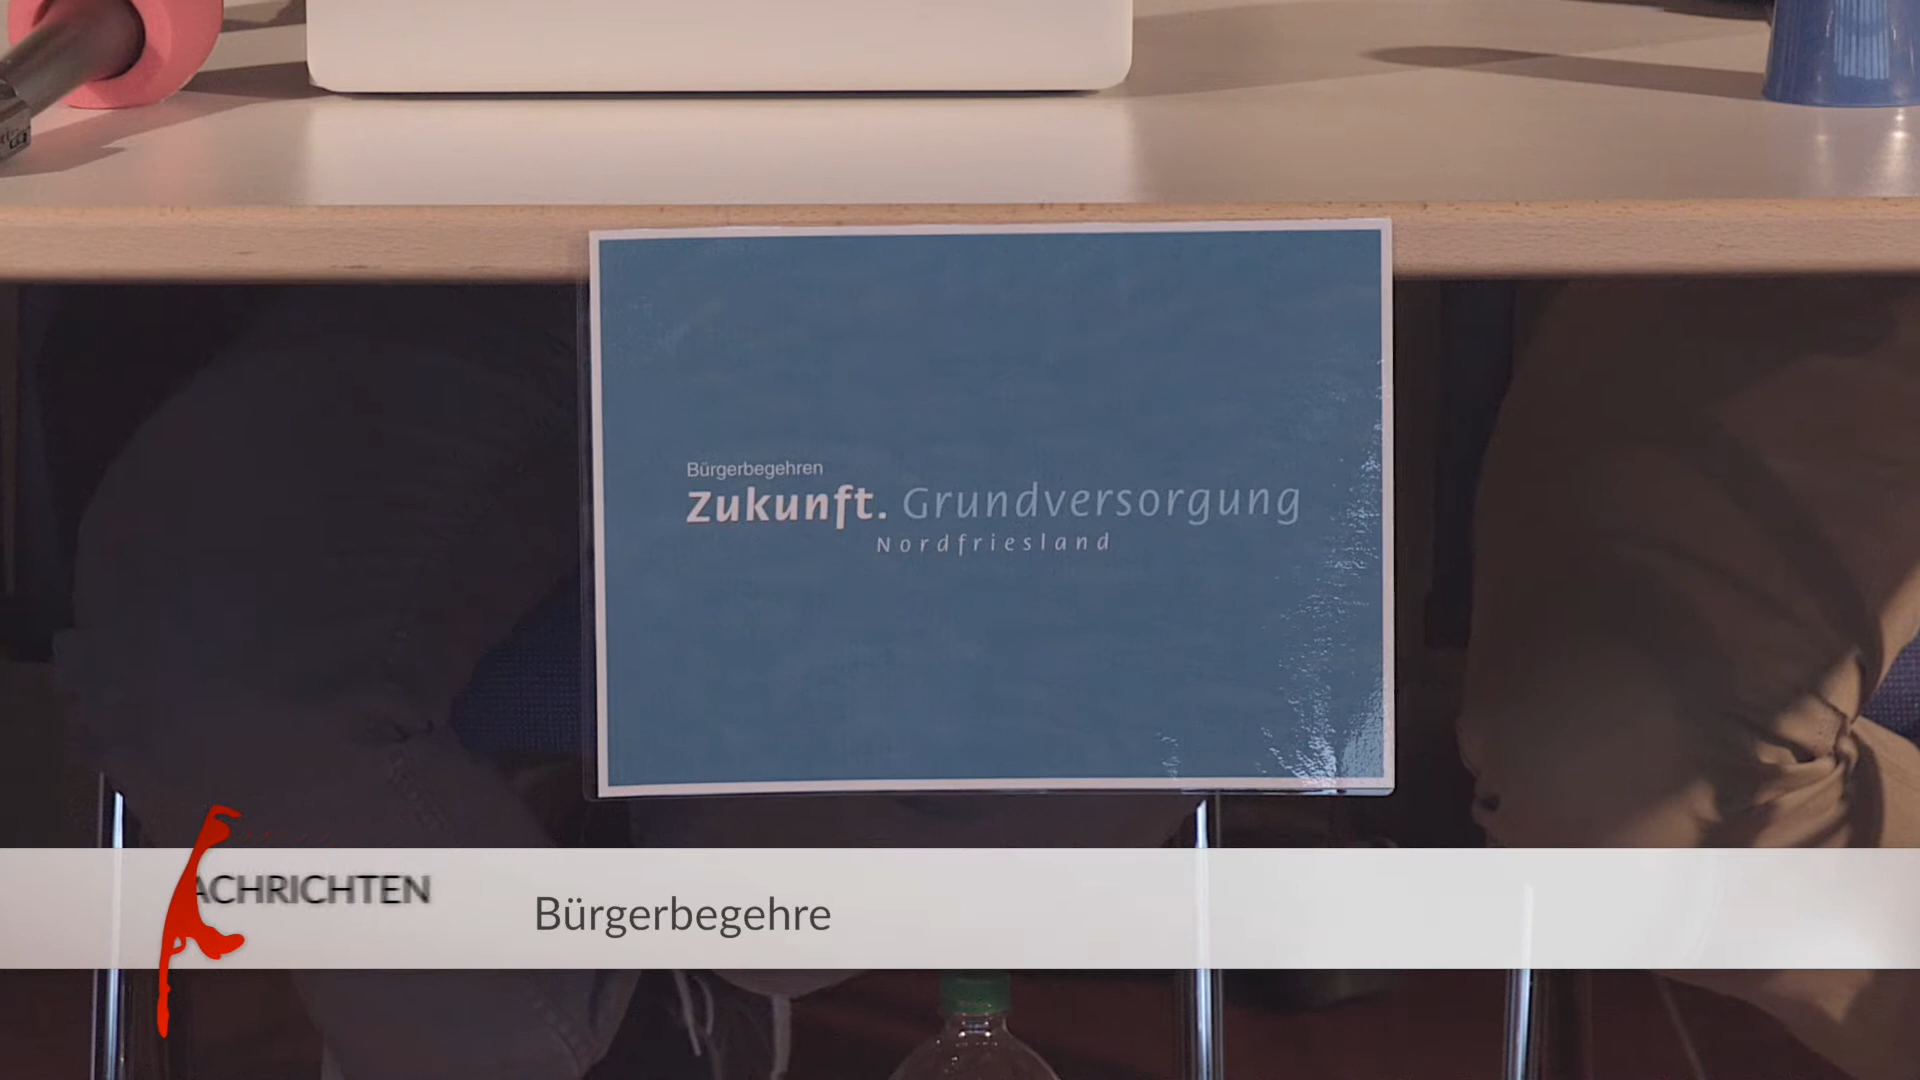 Bürgerbegehren
Zukunft. Grundversorgung
Nordfriesland
ACHRICHTEN
Bürgerbegehre